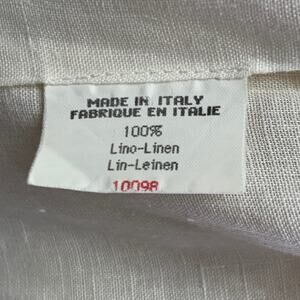 MADE IN ITALY
FABRIQUE EN ITALIE
100%
Lino-Linen
Lin-Leinen
10098